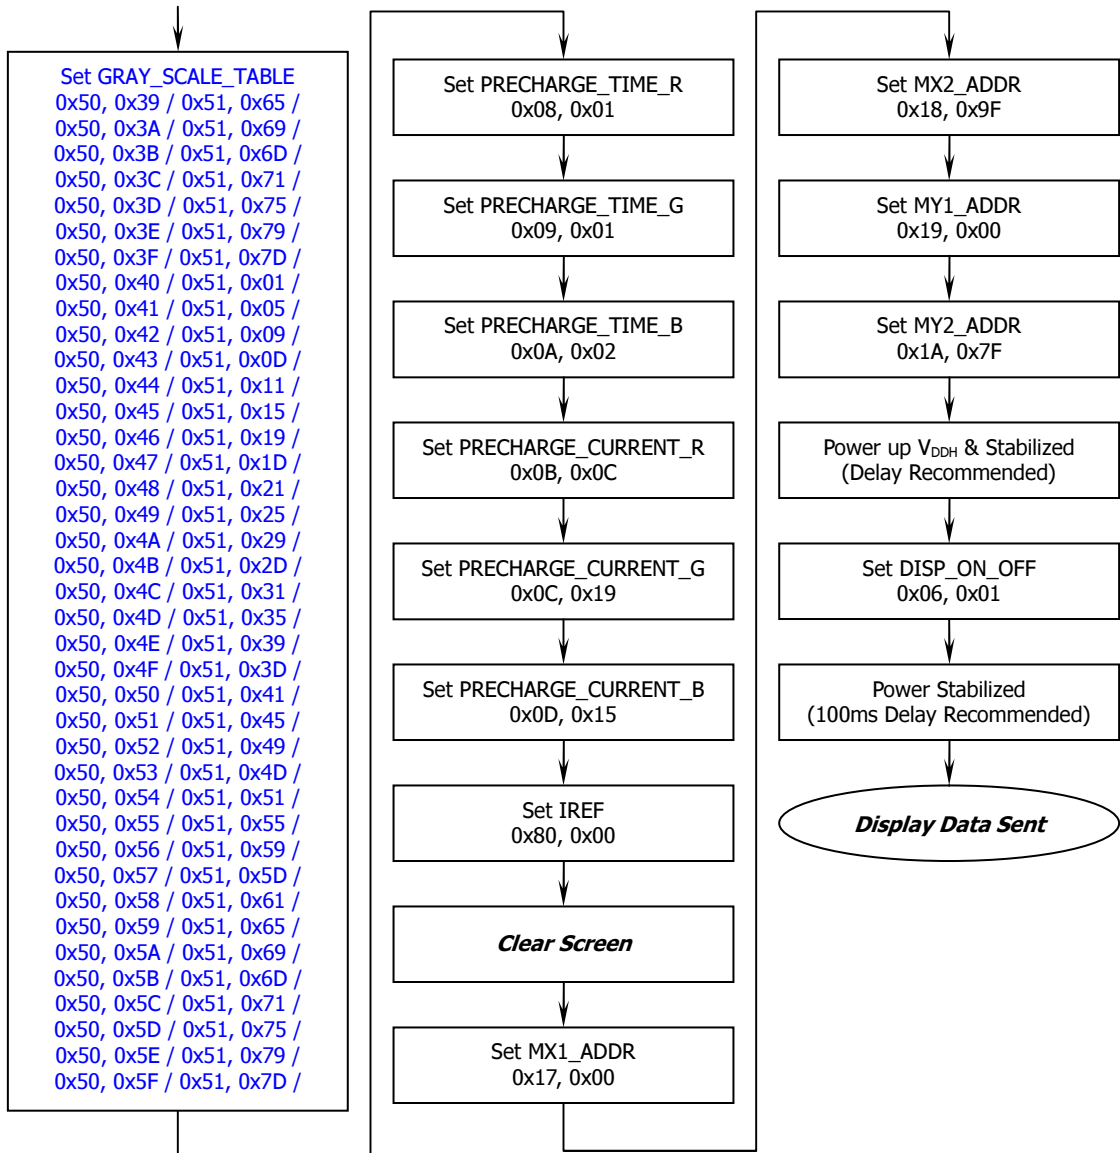 Set GRAY_SCALE_TABLE
0x50, 0x39 / 0x51, 0x65 /
0x50, 0x3A / 0x51, 0x69 /
0x50, 0x3B / 0x51, 0x6D /
0x50, 0x3C / 0x51, 0x71 /
0x50, 0x3D / 0x51, 0x75 /
0x50, 0x3E / 0x51, 0x79 /
0x50, 0x3F / 0x51, 0x7D /
0x50, 0x40 / 0x51, 0x01 /
0x50, 0x41 / 0x51, 0x05 /
0x50, 0x42 / 0x51, 0x09 /
0x50, 0x43 / 0x51, 0x0D /
0x50, 0x44 / 0x51, 0x11 /
0x50, 0x45 / 0x51, 0x15 /
0x50, 0x46 / 0x51, 0x19 /
0x50, 0x47 / 0x51, 0x1D /
0x50, 0x48 / 0x51, 0x21 /
0x50, 0x49 / 0x51, 0x25 /
0x50, 0x4A / 0x51, 0x29 /
0x50, 0x4B / 0x51, 0x2D /
0x50, 0x4C / 0x51, 0x31 /
0x50, 0x4D / 0x51, 0x35 /
0x50, 0x4E / 0x51, 0x39 /
0x50, 0x4F / 0x51, 0x3D /
0x50, 0x50 / 0x51, 0x41 /
0x50, 0x51 / 0x51, 0x45 /
0x50, 0x52 / 0x51, 0x49 /
0x50, 0x53 / 0x51, 0x4D /
0x50, 0x54 / 0x51, 0x51 /
0x50, 0x55 / 0x51, 0x55 /
0x50, 0x56 / 0x51, 0x59 /
0x50, 0x57 / 0x51, 0x5D /
0x50, 0x58 / 0x51, 0x61 /
0x50, 0x59 / 0x51, 0x65 /
0x50, 0x5A / 0x51, 0x69 /
0x50, 0x5B / 0x51, 0x6D /
0x50, 0x5C / 0x51, 0x71 /
0x50, 0x5D / 0x51, 0x75 /
0x50, 0x5E / 0x51, 0x79 /
0x50, 0x5F / 0x51, 0x7D /
Set PRECHARGE_TIME_R
0x08, 0x01
Set PRECHARGE_TIME_G
0x09, 0x01
Set PRECHARGE_TIME_B
0x0A, 0x02
Set PRECHARGE_CURRENT_R
0x0B, 0x0C
Set PRECHARGE_CURRENT_G
0x0C, 0x19
Set PRECHARGE_CURRENT_B
0x0D, 0x15
Set IREF
0x80, 0x00
Clear Screen
Set MX1_ADDR
0x17, 0x00
Set MX2_ADDR
0x18, 0x9F
Set MY1_ADDR
0x19, 0x00
Set MY2_ADDR
0x1A, 0x7F
Power up VDDH & Stabilized
(Delay Recommended)
Set DISP_ON_OFF
0x06, 0x01
Power Stabilized
(100ms Delay Recommended)
Display Data Sent